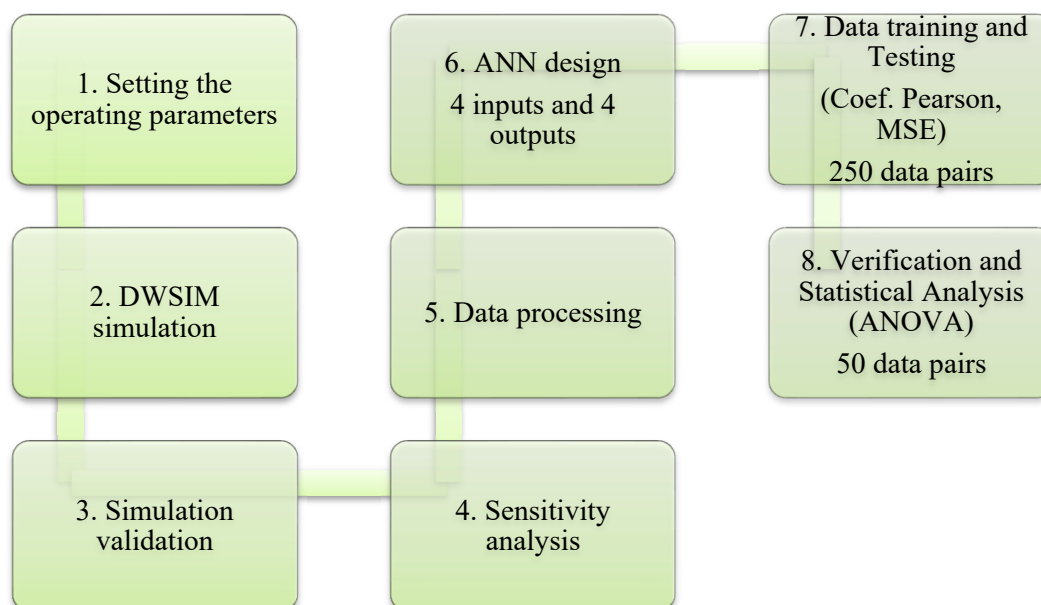 1. Setting the
operating parameters
2. DWSIM
simulation
3. Simulation
validation
4. Sensitivity
analysis
5. Data processing
6. ANN design
4 inputs and 4
outputs
7. Data training and
Testing
(Coef. Pearson,
MSE)
250 data pairs
8. Verification and
Statistical Analysis
(ANOVA)
50 data pairs